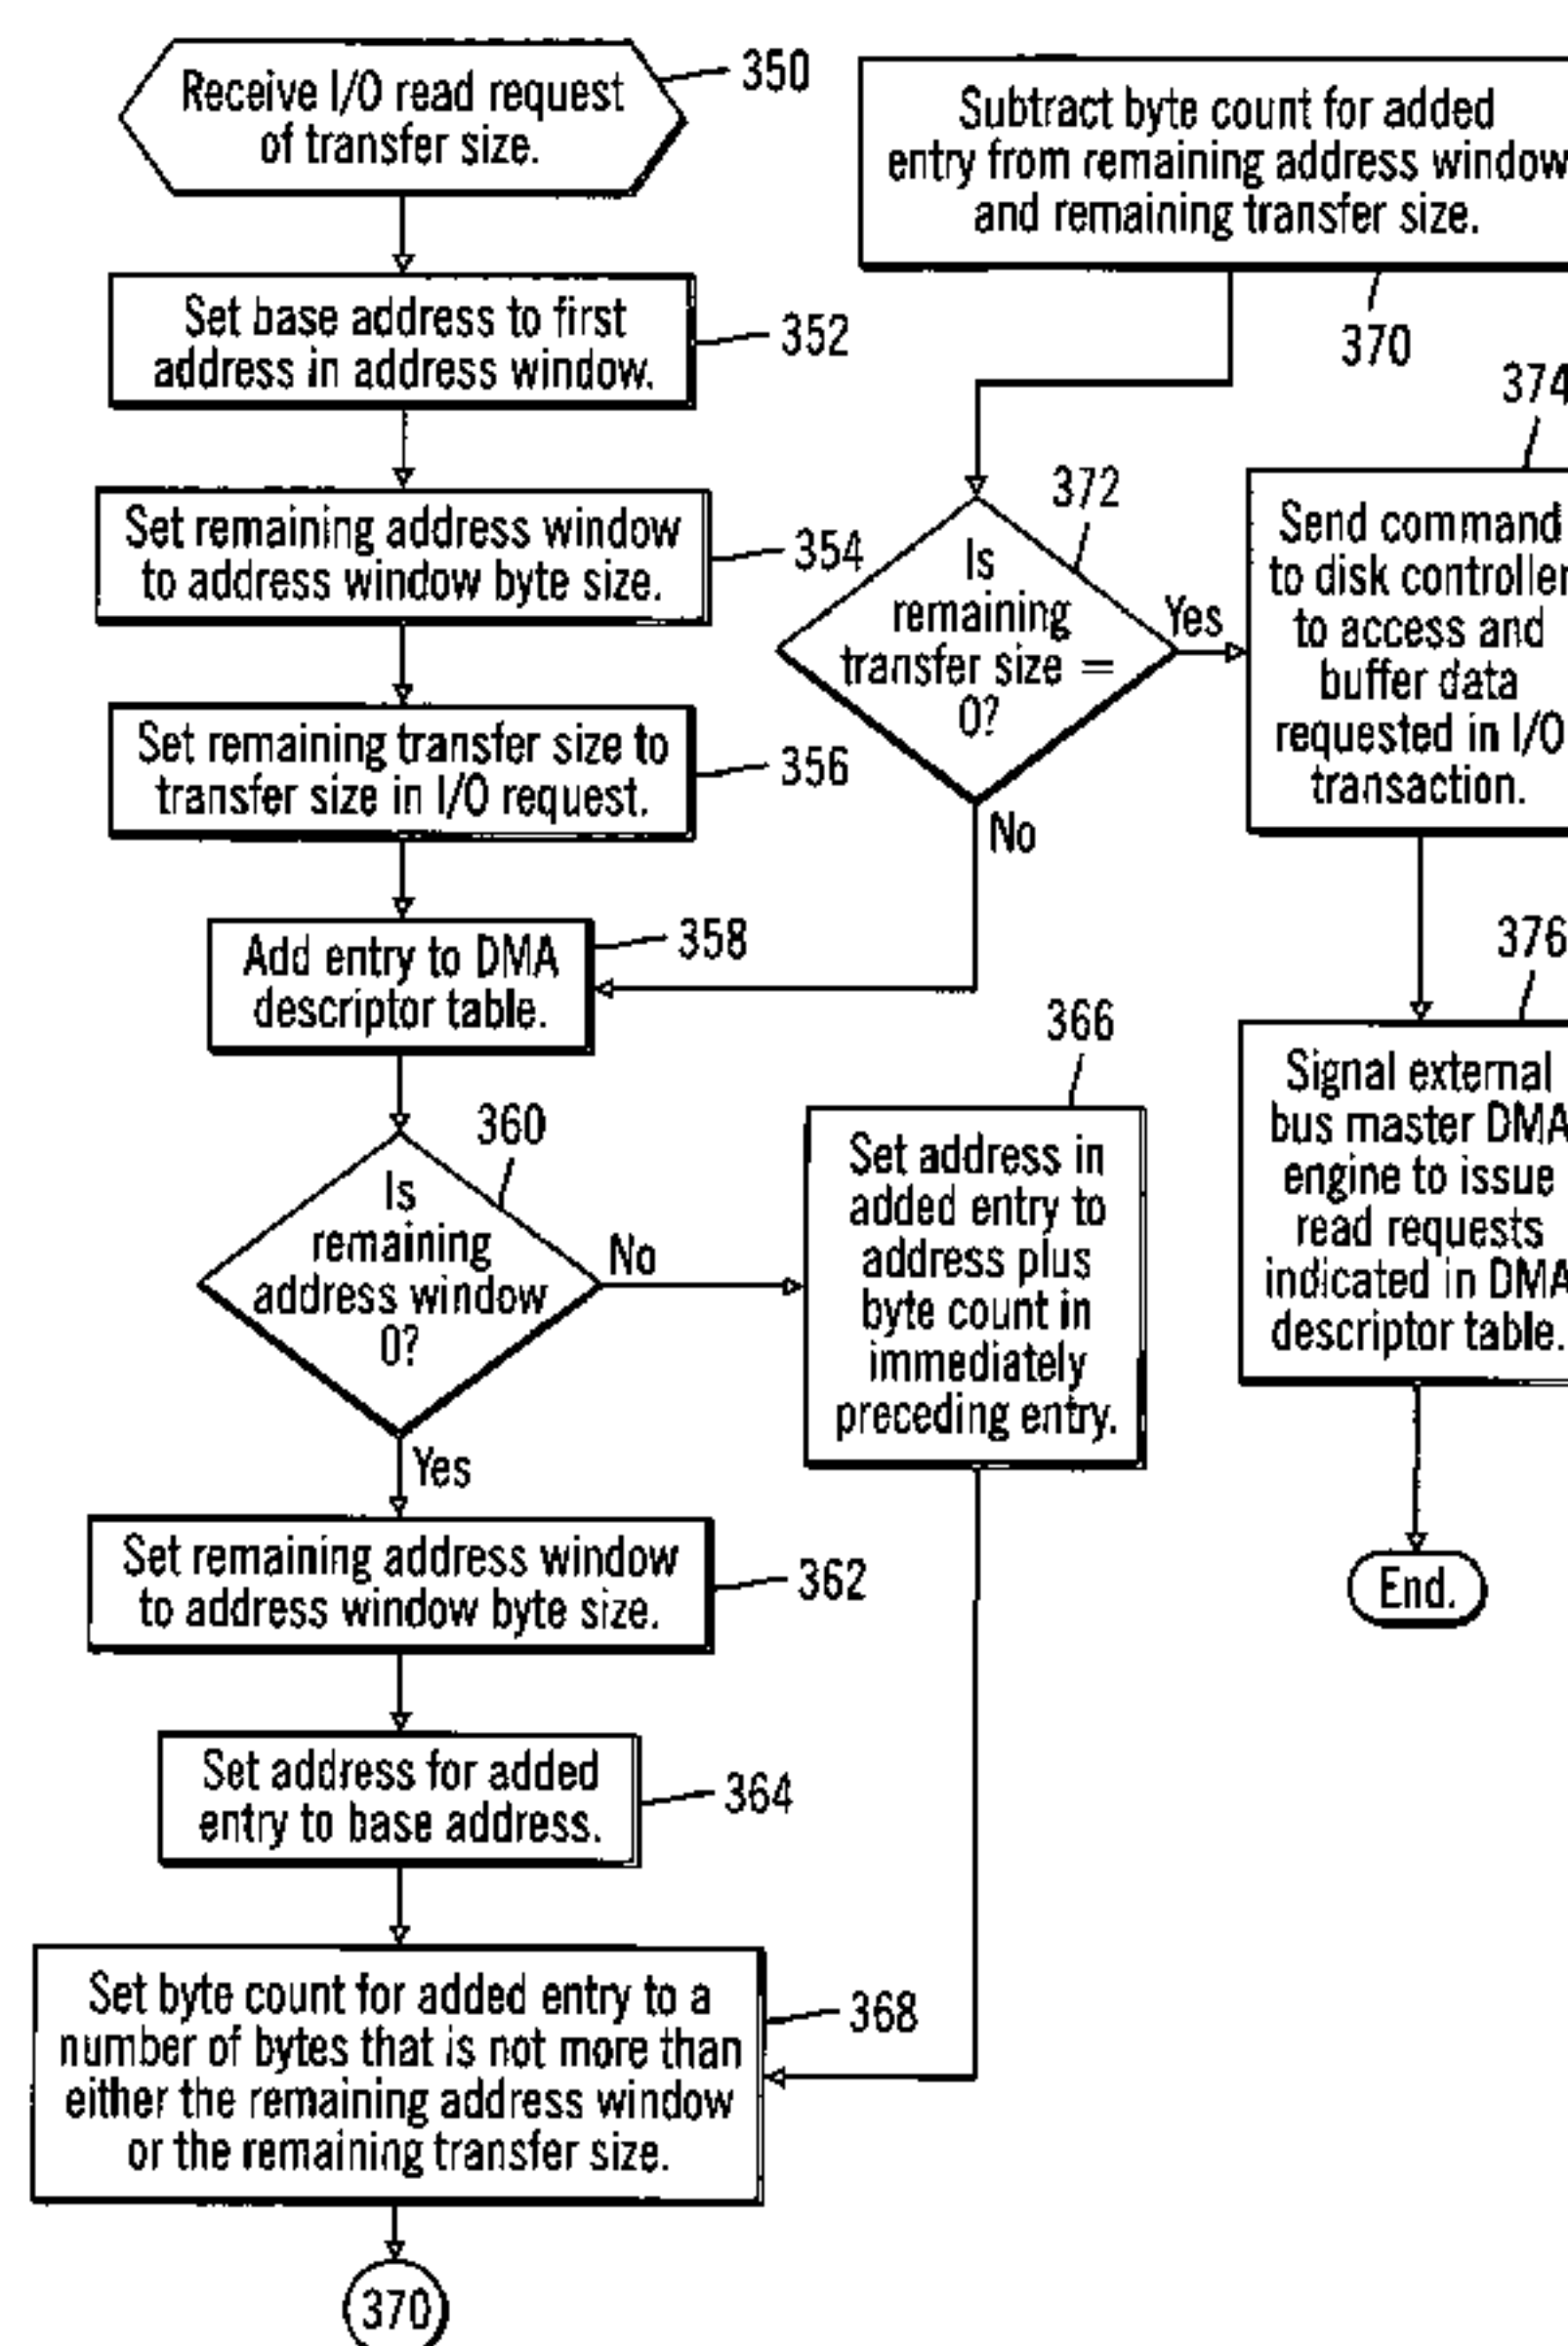 Receive I/O read request
of transfer size.
350
Set base address to first
address in address window.
352
Set remaining address window
to address window byte size.
354
Set remaining transfer size to
transfer size in I/O request.
356
Add entry to DMA
descriptor table.
358
Is
remaining
address window
0?
360
No
Yes
Set address in
added entry to
address plus
byte count in
immediately
preceding entry.
366
Set remaining address window
to address window byte size.
362
Set address for added
entry to base address.
364
Set byte count for added entry to a
number of bytes that is not more than
either the remaining address window
or the remaining transfer size.
368
370
Subtract byte count for added
entry from remaining address window
and remaining transfer size.
370
Is
remaining
transfer size =
0?
372
Yes
No
Send command
to disk controller
to access and
buffer data
requested in I/O
transaction.
374
Signal external
bus master DMA
engine to issue
read requests
indicated in DMA
descriptor table.
376
End.